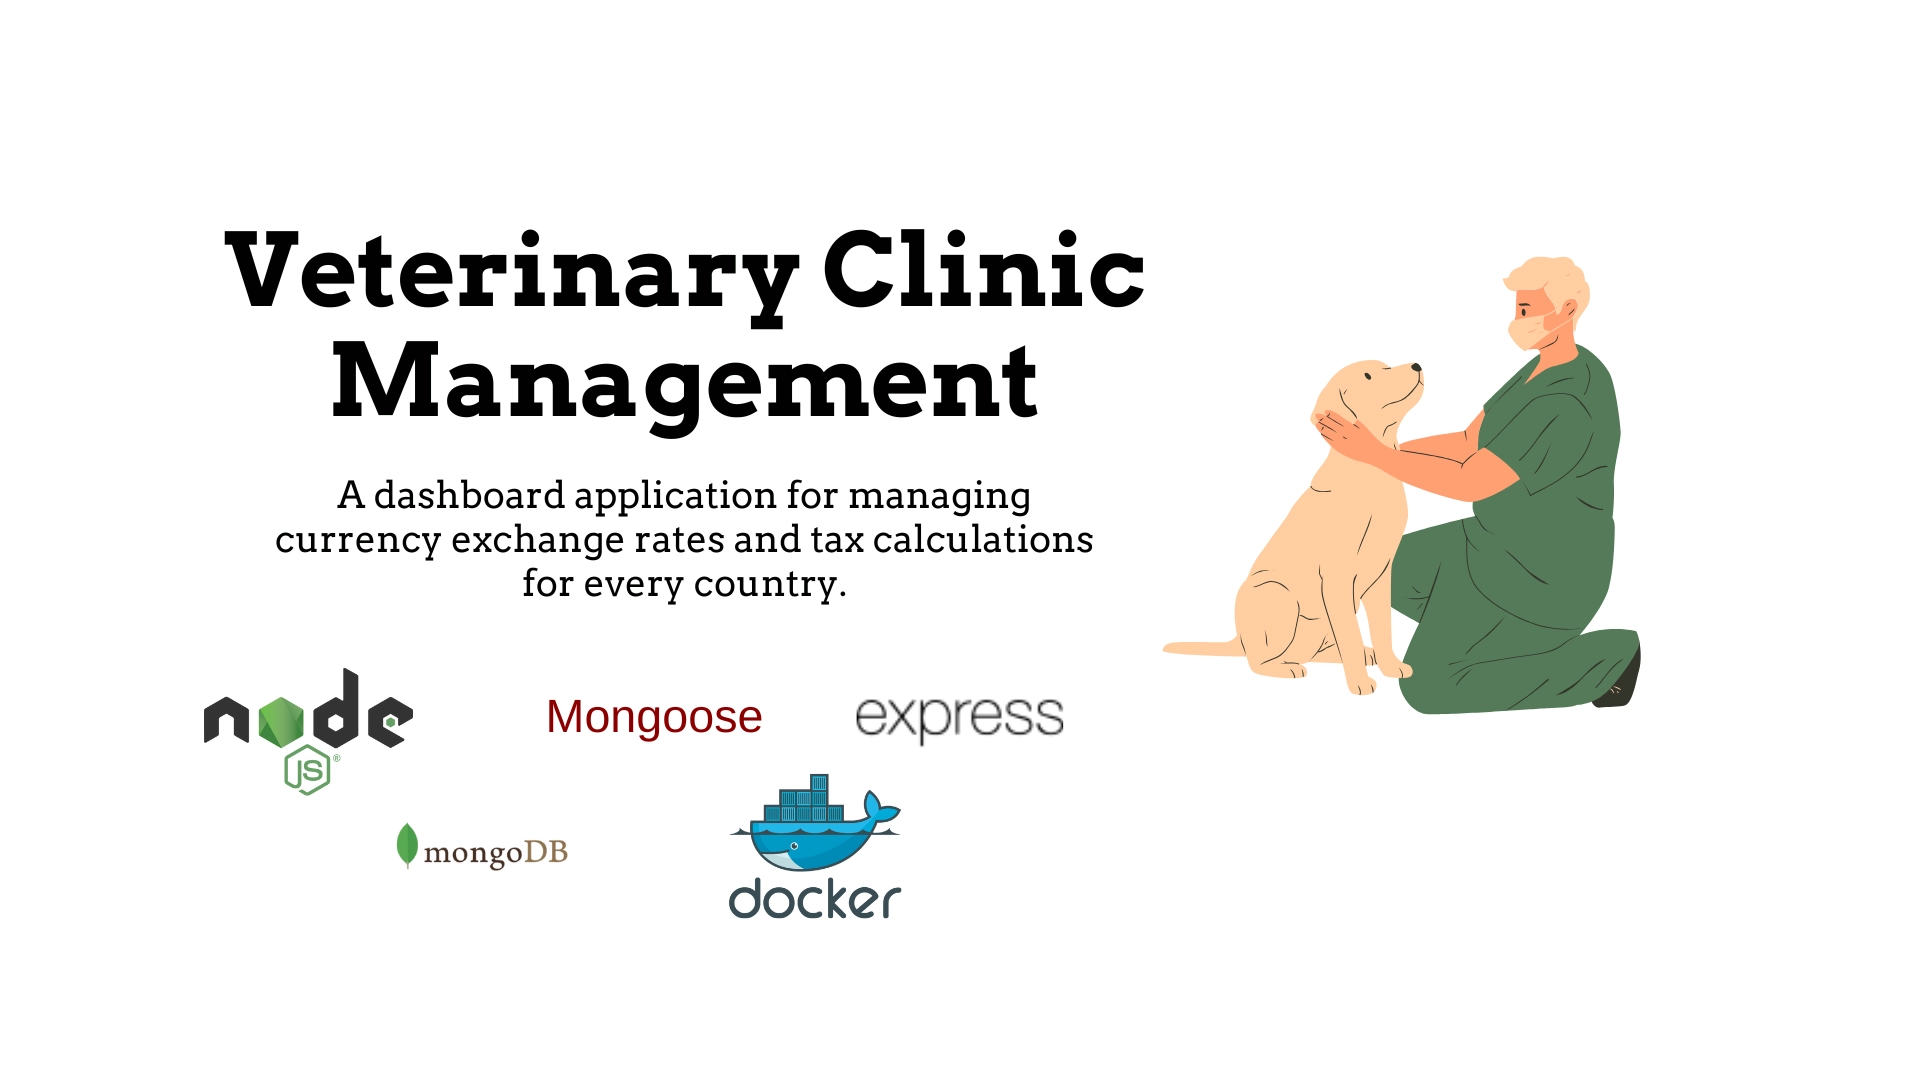 Veterinary Clinic
Management
A dashboard application for managing
currency exchange rates and tax calculations
for every country.
node
JS®
Mongoose
express
mongoDB
docker